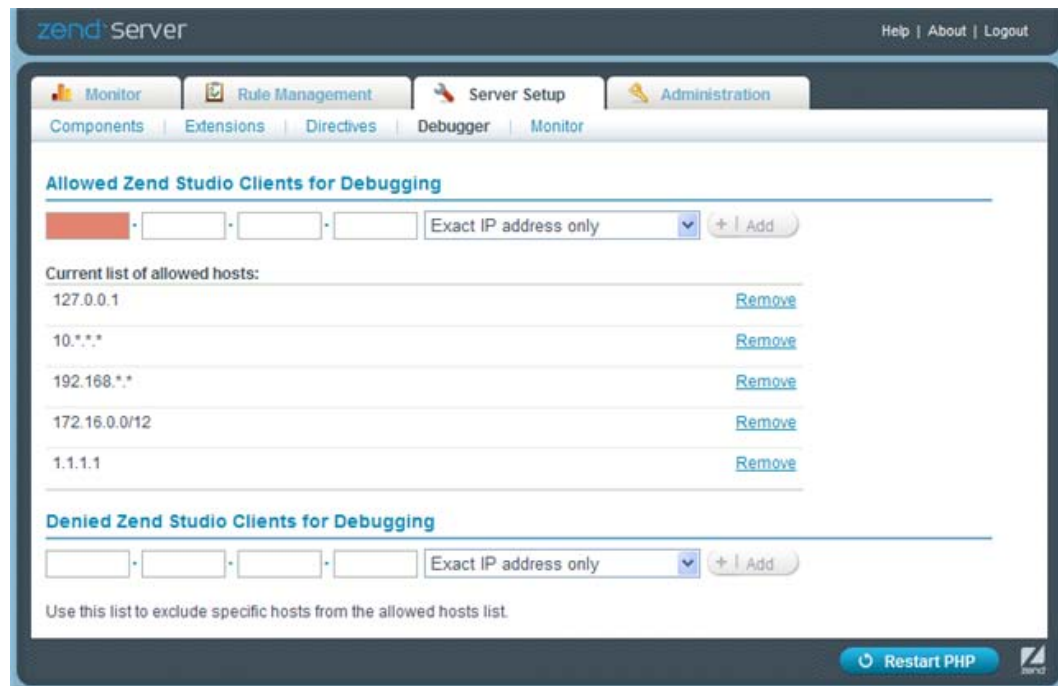 zend server
Help | About | Logout
Monitor Rule Management Server Setup Administration
Components | Extensions | Directives | Debugger | Monitor
Allowed Zend Studio Clients for Debugging
Exact IP address only + | Add
Current list of allowed hosts:
127.0.0.1 Remove
10.*.*.* Remove
192.168.*.* Remove
172.16.0.0/12 Remove
1.1.1.1 Remove
Denied Zend Studio Clients for Debugging
Exact IP address only + | Add
Use this list to exclude specific hosts from the allowed hosts list.
Restart PHP zend